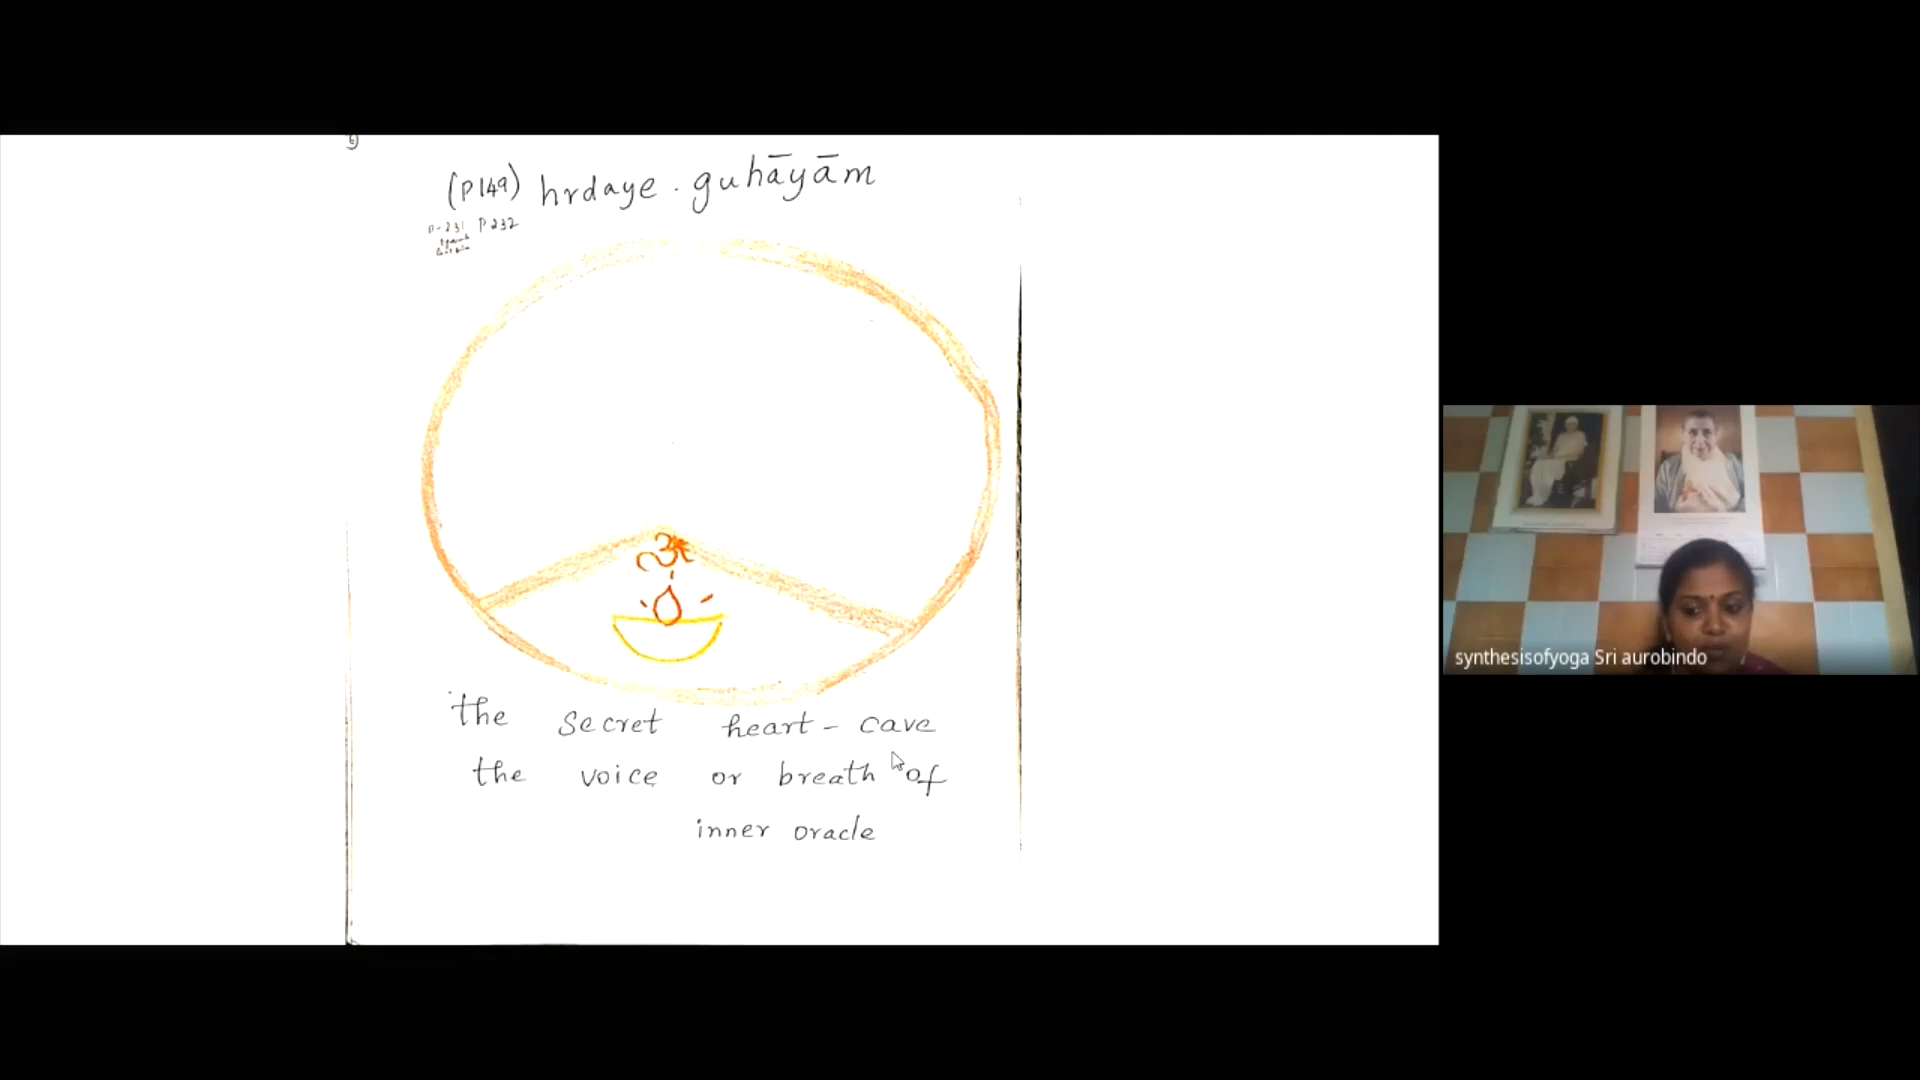 (P149) hrdaye . guhāyām
P-231 P232
the secret heart - cave
the voice or breath of
inner oracle
synthesisofyoga Sri aurobindo